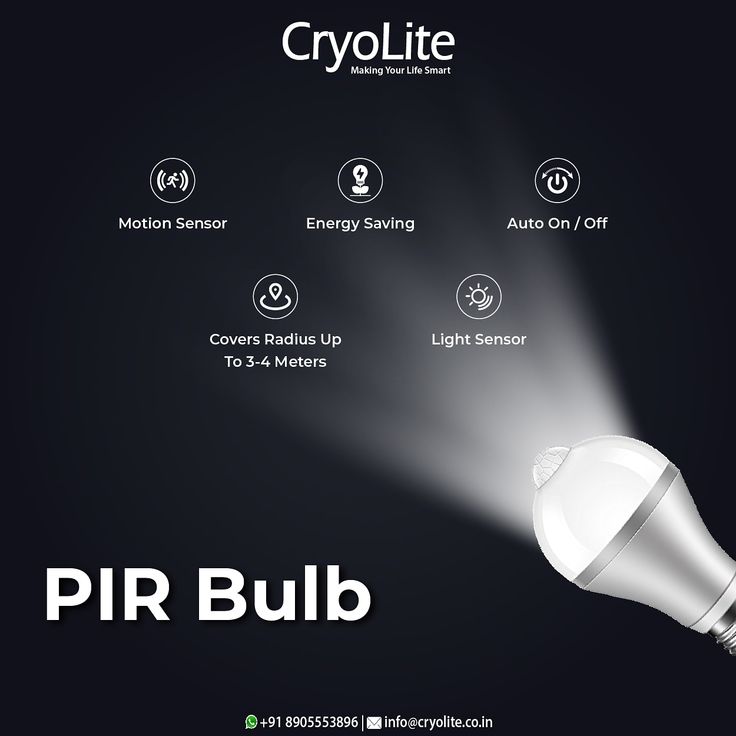 CryoLite
Making Your Life Smart
Motion Sensor
Energy Saving
Auto On / Off
Covers Radius Up
To 3-4 Meters
Light Sensor
PIR Bulb
+91 8905553896 | info@cryolite.co.in